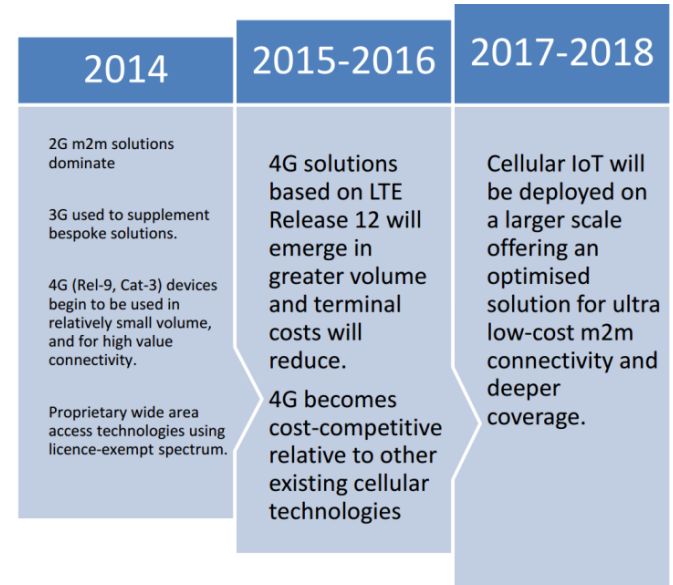 2014
2G m2m solutions
dominate
3G used to supplement
bespoke solutions.
4G (Rel-9, Cat-3) devices
begin to be used in
relatively small volume,
and for high value
connectivity.
Proprietary wide area
access technologies using
licence-exempt spectrum.
2015-2016
4G solutions
based on LTE
Release 12 will
emerge in
greater volume
and terminal
costs will
reduce.
4G becomes
cost-competitive
relative to other
existing cellular
technologies
2017-2018
Cellular IoT will
be deployed on
a larger scale
offering an
optimised
solution for ultra
low-cost m2m
connectivity and
deeper
coverage.